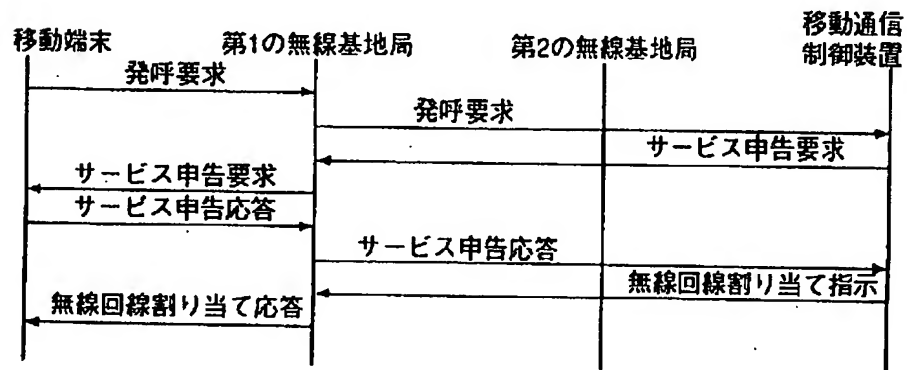 移動端末
第1の無線基地局
第2の無線基地局
移動通信
制御装置
発呼要求
発呼要求
サービス申告要求
サービス申告要求
サービス申告応答
サービス申告応答
無線回線割り当て指示
無線回線割り当て応答